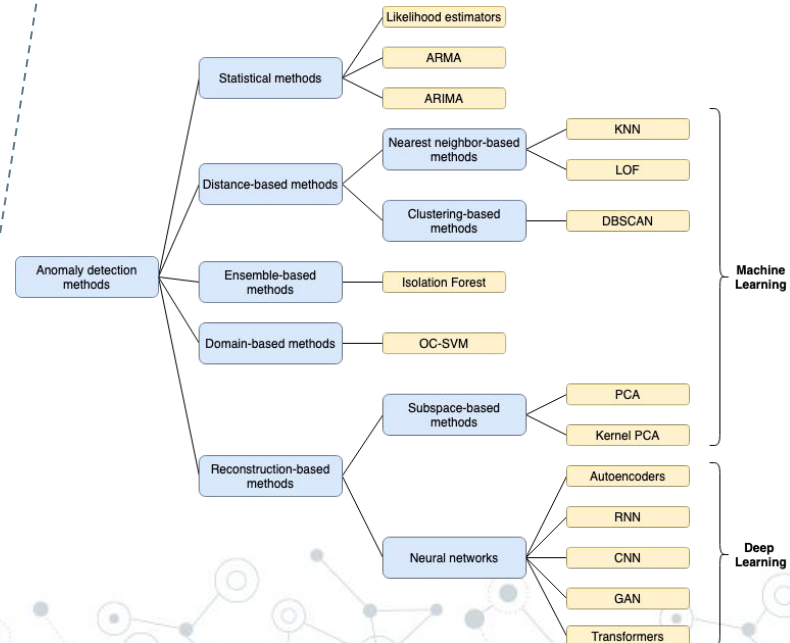 Likelihood estimators
Statistical methods
ARMA
ARIMA
Nearest neighbor-based
methods
KNN
LOF
Distance-based methods
Clustering-based
methods
DBSCAN
Anomaly detection
methods
Ensemble-based
methods
Isolation Forest
Machine
Learning
Domain-based methods
OC-SVM
Subspace-based
methods
PCA
Kernel PCA
Reconstruction-based
methods
Autoencoders
RNN
Neural networks
CNN
Deep
Learning
GAN
Transformers